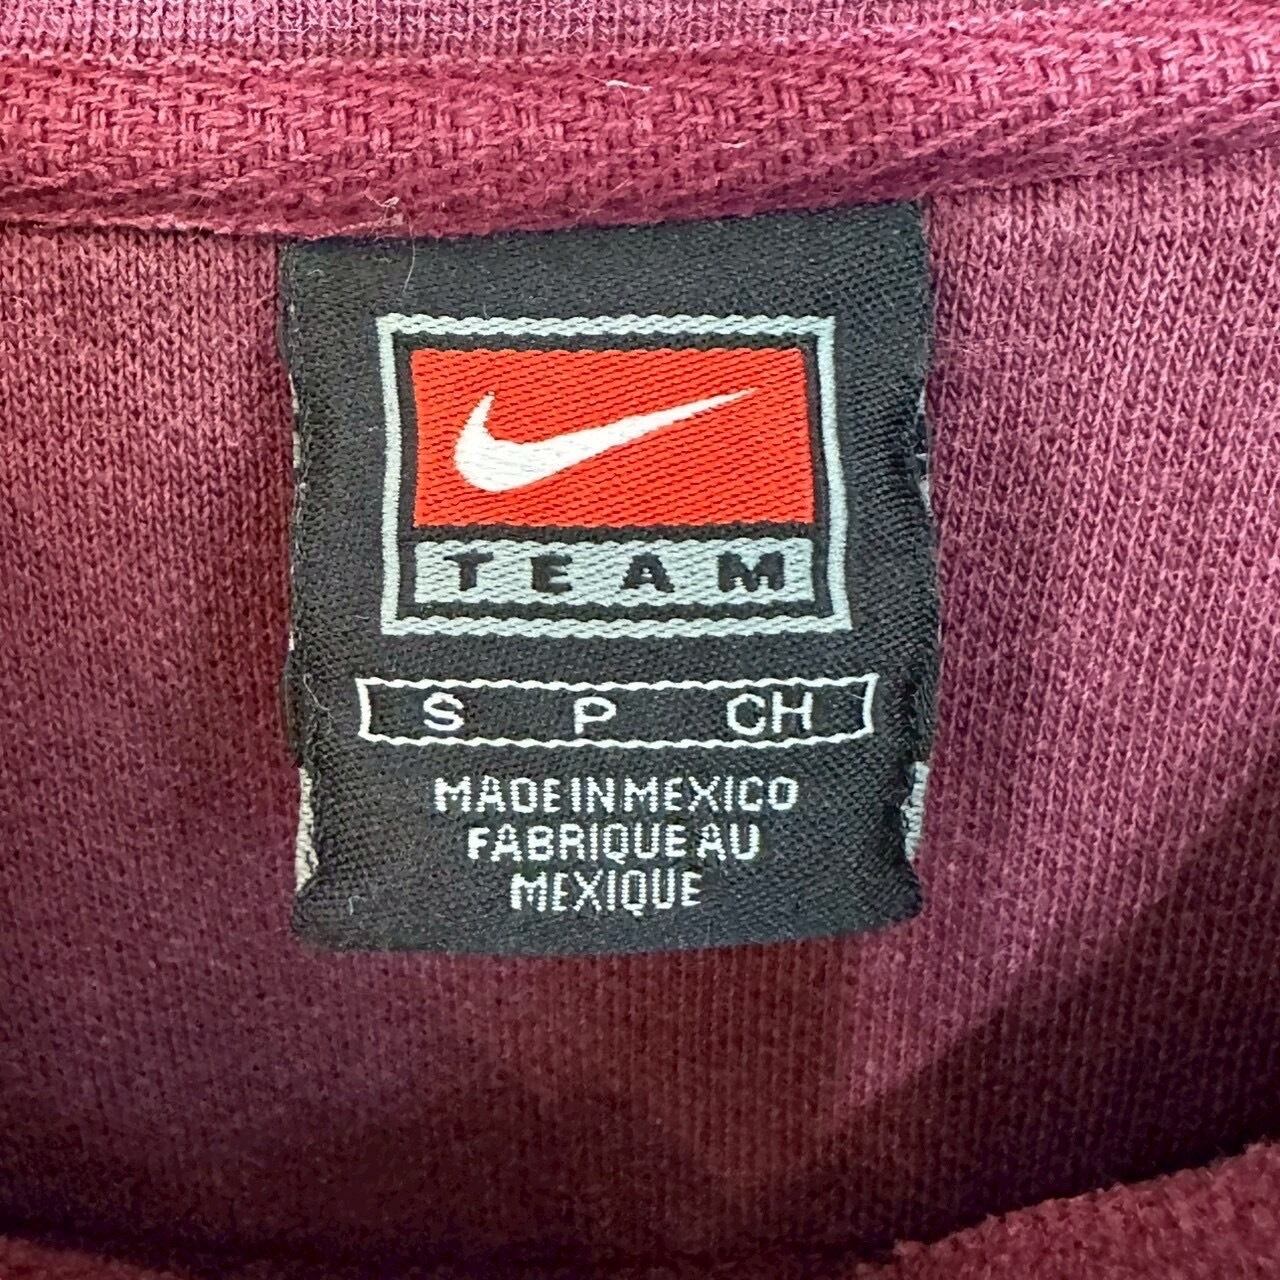 TEAM
S P CH
MADE IN MEXICO
FABRIQUE AU
MEXIQUE